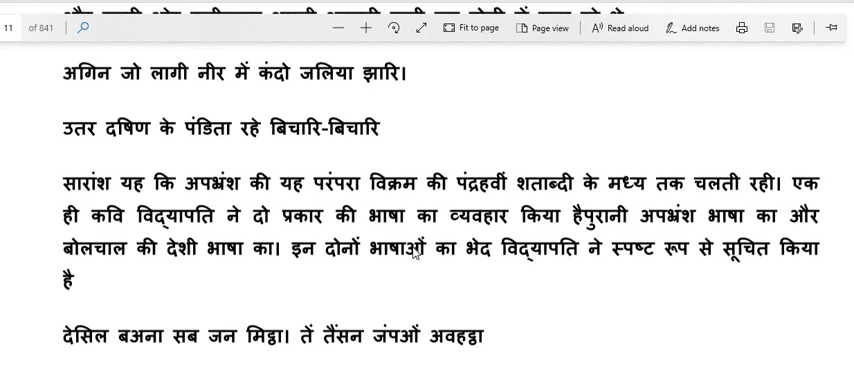 11 of 841 Fit to page Page view Read aloud Add notes
अगिन जो लागी नीर में कंदो जलिया झारि।
उतर दषिण के पंडिता रहे बिचारि-बिचारि
सारांश यह कि अपभ्रंश की यह परंपरा विक्रम की पंद्रहवीं शताब्दी के मध्य तक चलती रही। एक
ही कवि विद्यापति ने दो प्रकार की भाषा का व्यवहार किया हैपुरानी अपभ्रंश भाषा का और
बोलचाल की देशी भाषा का। इन दोनों भाषाओं का भेद विद्यापति ने स्पष्ट रूप से सूचित किया
है
देसिल बअना सब जन मिट्ठा। तें तैंसन जंपओं अवहट्ठा